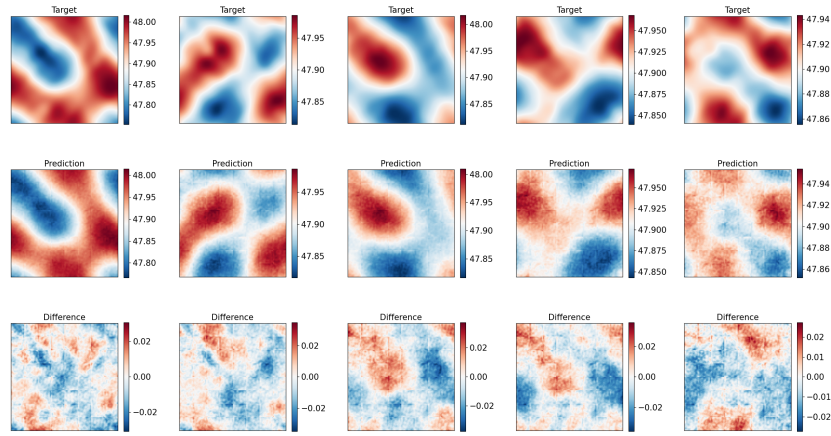 Target Target Target Target Target
48.00 47.95 48.00 47.950 47.94
47.95 47.90 47.95 47.925 47.92
47.90 47.85 47.90 47.900 47.90
47.85 47.85 47.875 47.88
47.80 47.850 47.86
Prediction Prediction Prediction Prediction Prediction
48.00 47.95 48.00 47.950 47.94
47.95 47.90 47.95 47.925 47.92
47.90 47.85 47.90 47.900 47.90
47.85 47.85 47.875 47.88
47.80 47.850 47.86
Difference Difference Difference Difference Difference
0.02 0.02 0.02 0.02 0.02
0.00 0.00 0.00 0.00 0.01
−0.02 −0.02 −0.02 −0.02 0.00
−0.01
−0.02